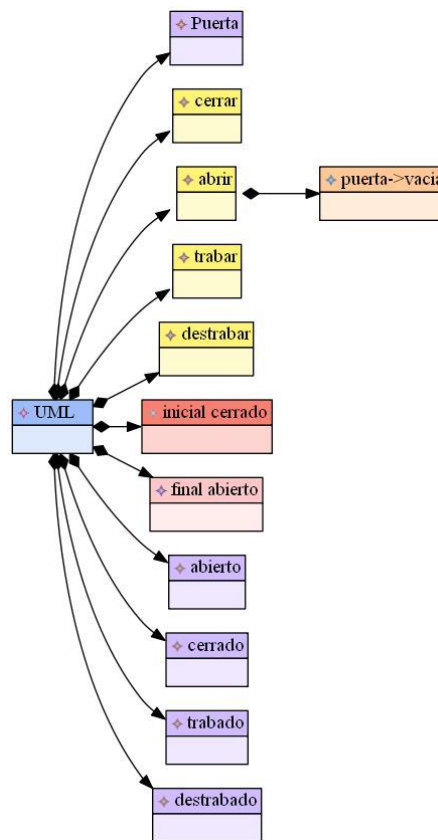 Puerta
cerrar
abrir
puerta->vacia
trabar
destrabar
UML
inicial cerrado
final abierto
abierto
cerrado
trabado
destrabado